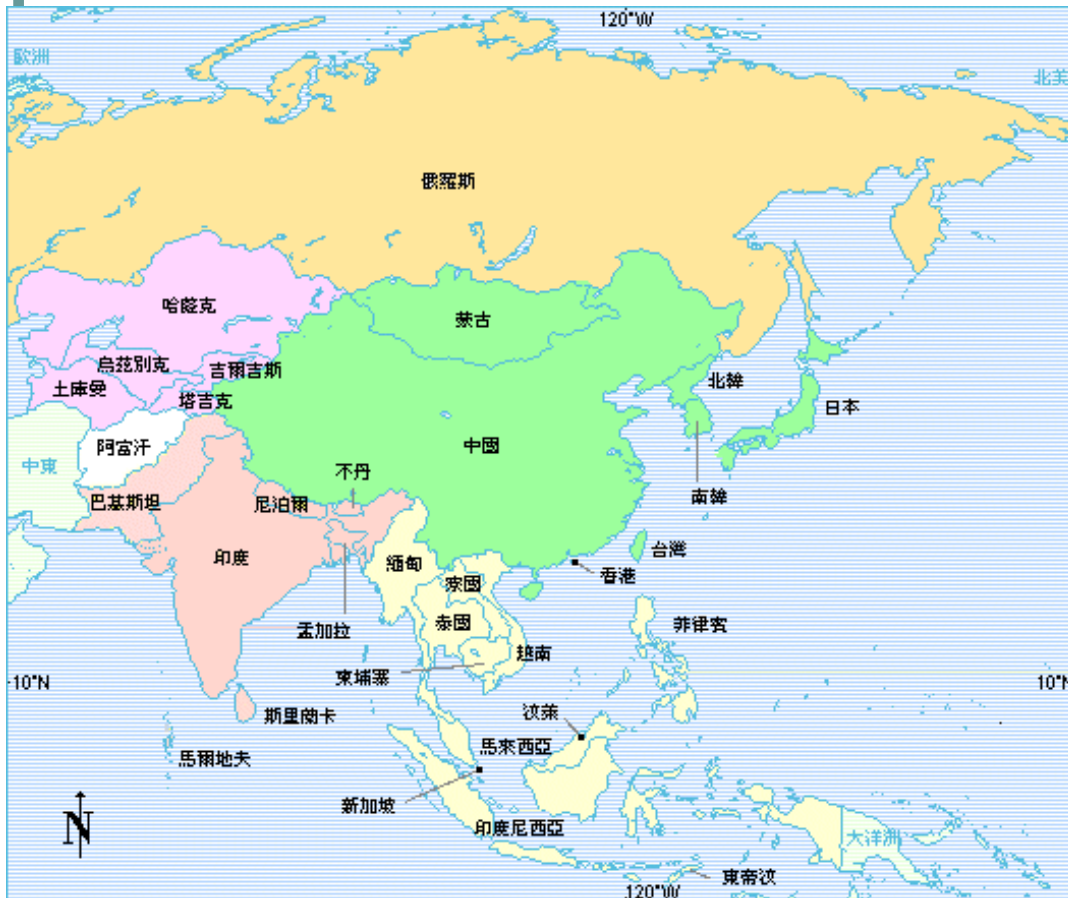 120°W
歐洲
北美
俄羅斯
哈薩克
蒙古
烏茲別克
吉爾吉斯
土庫曼
塔吉克
北韓
日本
阿富汗
中國
中東
不丹
巴基斯坦
尼泊爾
南韓
印度
緬甸
台灣
香港
寮國
泰國
菲律賓
孟加拉
越南
柬埔寨
10°N
10°N
斯里蘭卡
汶萊
馬爾地夫
馬來西亞
新加坡
N
印度尼西亞
大洋洲
東帝汶
120°W